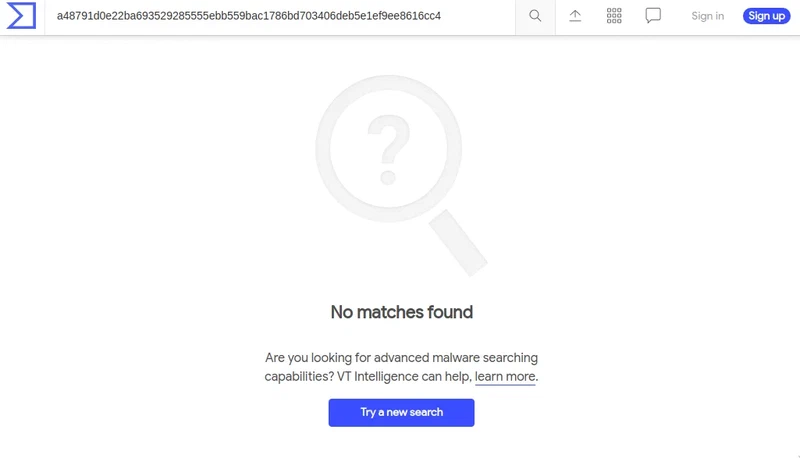 a48791d0e22ba693529285555ebb559bac1786bd703406deb5e1ef9ee8616cc4
Sign in
Sign up
?
No matches found
Are you looking for advanced malware searching
capabilities? VT Intelligence can help, learn more.
Try a new search